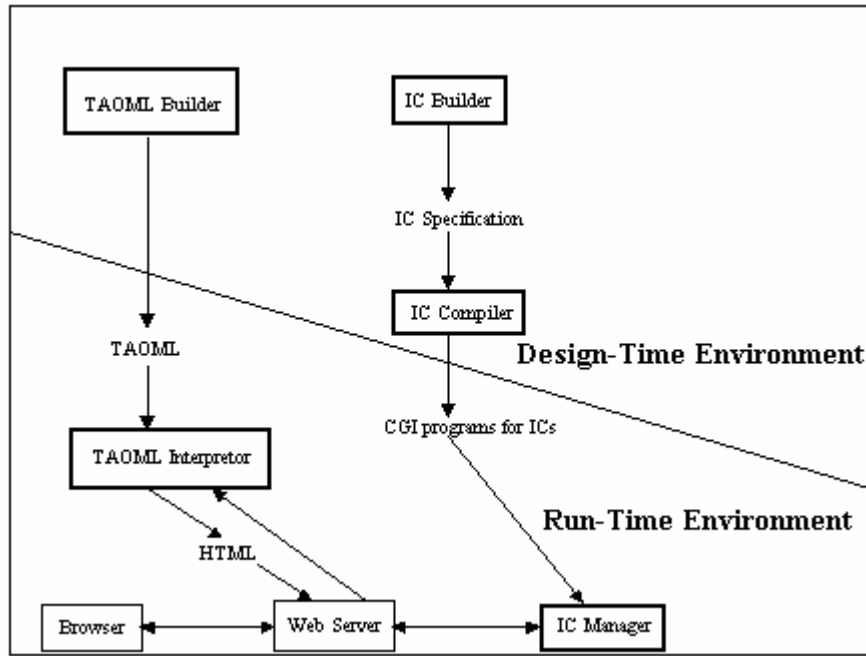 TAOML Builder
IC Builder
IC Specification
IC Compiler
Design-Time Environment
TAOML
CGI programs for ICs
TAOML Interpretor
Run-Time Environment
HTML
Browser
Web Server
IC Manager